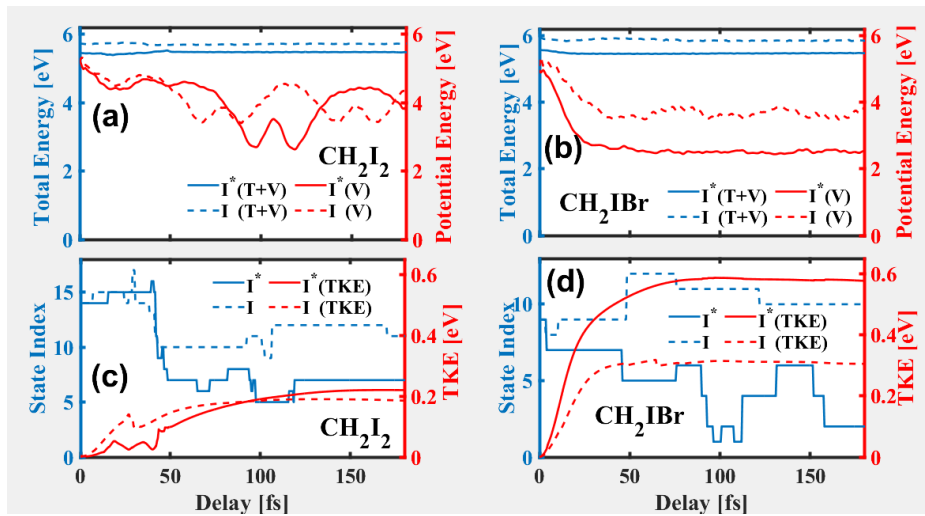 Total Energy [eV]
6
4
2
0
(a)
CH2I2
I* (T+V)
I (T+V)
I* (V)
I (V)
6
4
2
0
Potential Energy [eV]
Total Energy [eV]
6
4
2
0
(b)
CH2IBr
I* (T+V)
I (T+V)
I* (V)
I (V)
6
4
2
0
Potential Energy [eV]
State Index
15
10
5
0
50
100
150
Delay [fs]
(c)
CH2I2
I*
I
I* (TKE)
I (TKE)
0.6
0.4
0.2
0
TKE [eV]
State Index
10
5
0
50
100
150
Delay [fs]
(d)
CH2IBr
I*
I
I* (TKE)
I (TKE)
0.6
0.4
0.2
0
TKE [eV]